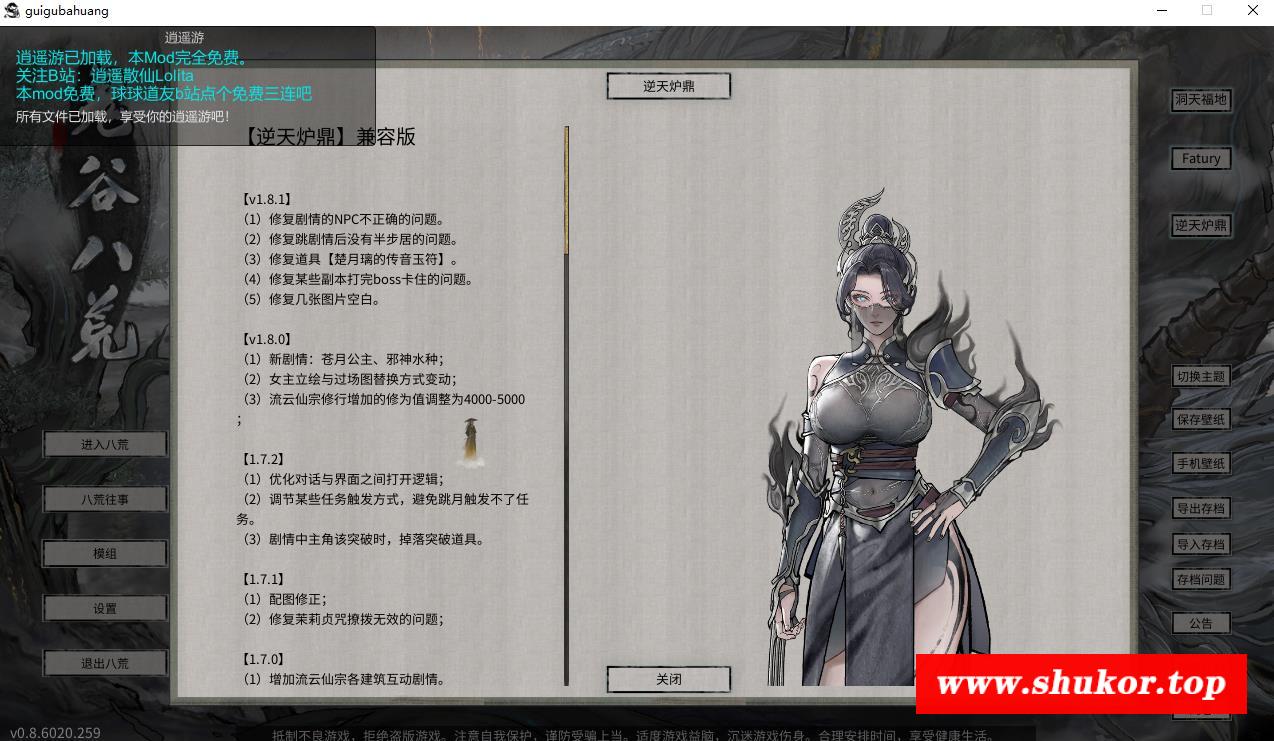 guigubahuang
逍遥游
逍遥游已加载，本Mod完全免费。
关注B站：逍遥散仙Lolita
本mod免费，球球道友b站点个免费三连吧
所有文件已加载，享受你的逍遥游吧！
谷八荒
进入八荒
八荒往事
模组
设置
退出八荒
v0.8.6020.259
逆天炉鼎
【逆天炉鼎】兼容版
【v1.8.1】
（1）修复剧情的NPC不正确的问题。
（2）修复跳剧情后没有半步居的问题。
（3）修复道具【楚月璃的传音玉符】。
（4）修复某些副本打完boss卡住的问题。
（5）修复几张图片空白。
【v1.8.0】
（1）新剧情：苍月公主、邪神水种；
（2）女主立绘与过场图替换方式变动；
（3）流云仙宗修行增加的修为值调整为4000-5000
；
【1.7.2】
（1）优化对话与界面之间打开逻辑；
（2）调节某些任务触发方式，避免跳月触发不了任
务。
（3）剧情中主角该突破时，掉落突破道具。
【1.7.1】
（1）配图修正；
（2）修复茉莉贞咒撩拨无效的问题；
【1.7.0】
（1）增加流云仙宗各建筑互动剧情。
关闭
洞天福地
Fatury
逆天炉鼎
切换主题
保存壁纸
手机壁纸
导出存档
导入存档
存档问题
公告
www.shukor.top
抵制不良游戏，拒绝盗版游戏。注意自我保护，谨防受骗上当。适度游戏益脑，沉迷游戏伤身。合理安排时间，享受健康生活。